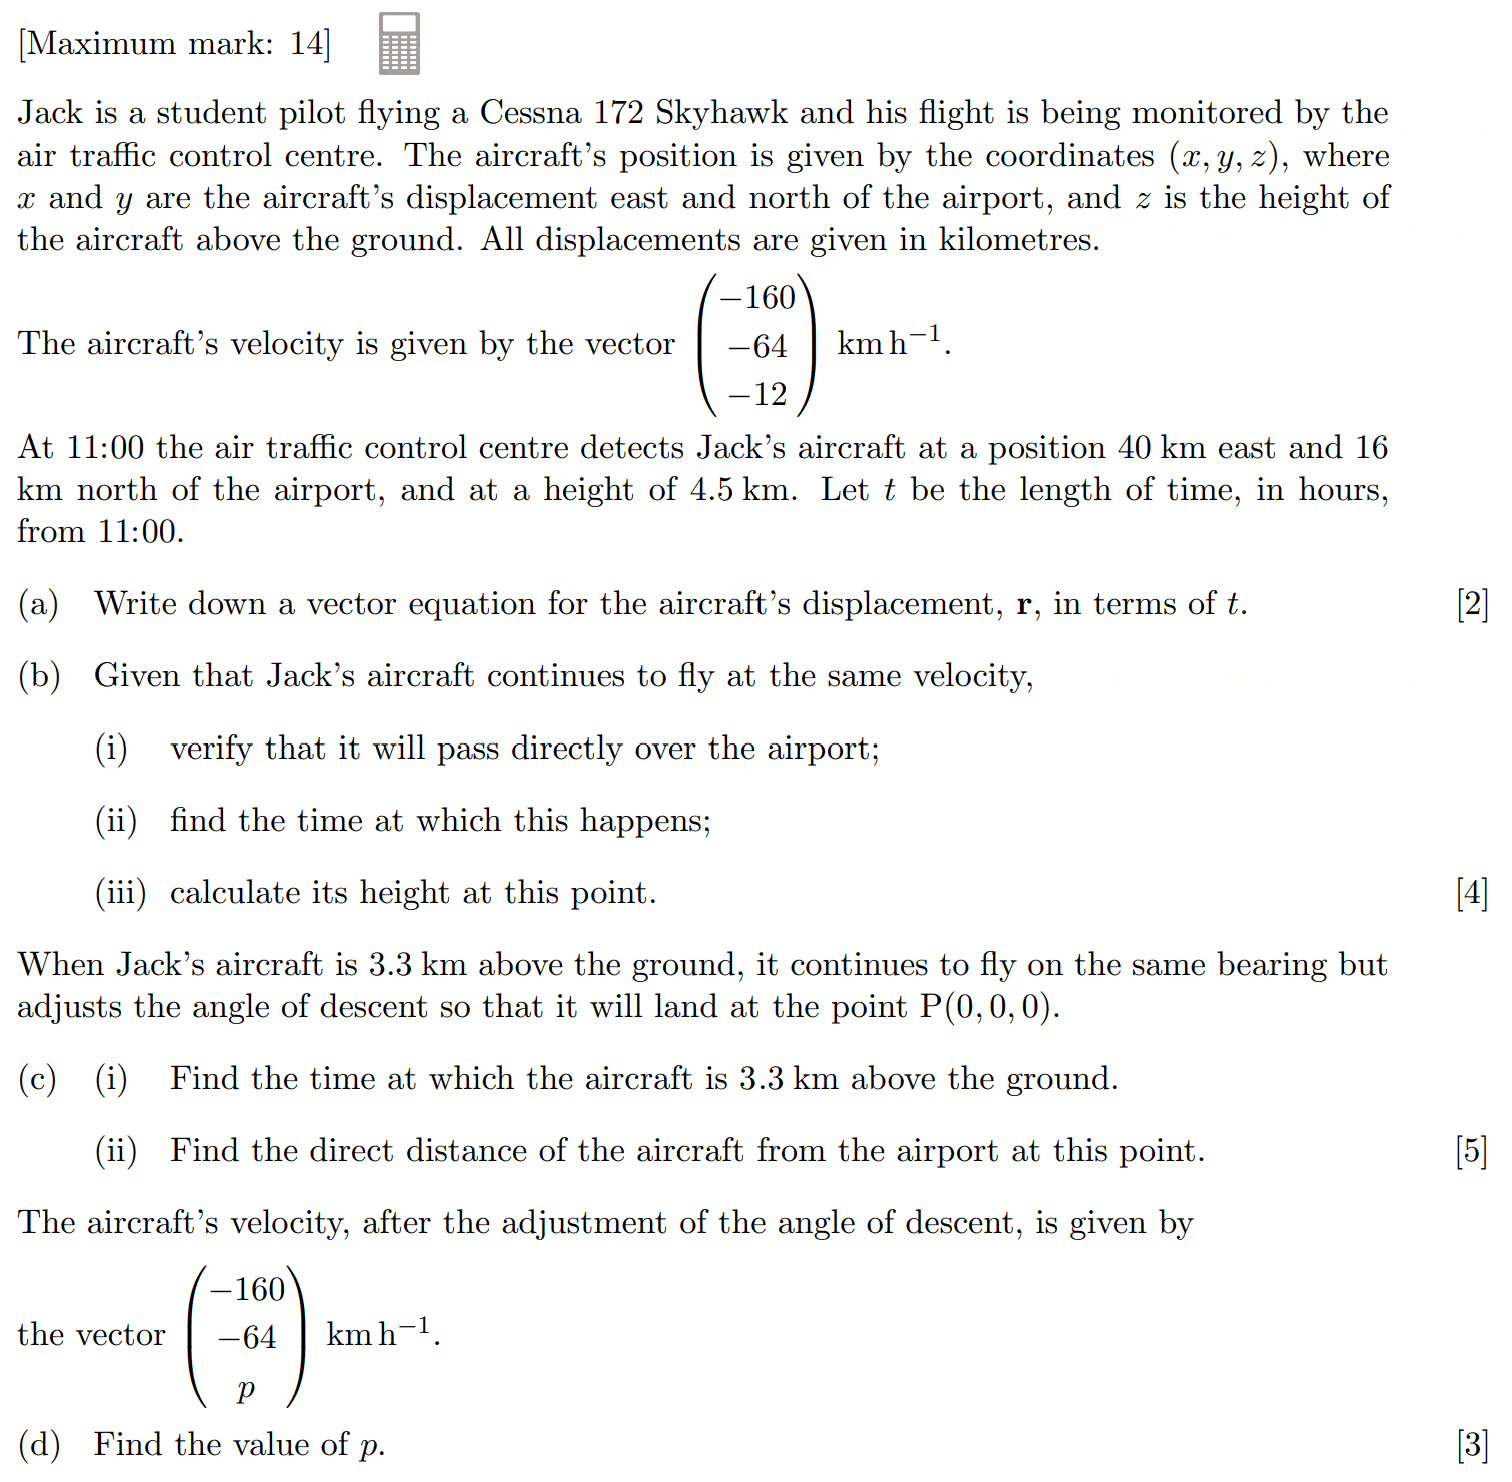 [Maximum mark: 14]
Jack is a student pilot flying a Cessna 172 Skyhawk and his flight is being monitored by the
air traffic control centre. The aircraft's position is given by the coordinates (x, y, z), where
x and y are the aircraft's displacement east and north of the airport, and z is the height of
the aircraft above the ground. All displacements are given in kilometres.
The aircraft's velocity is given by the vector (−160 −64 −12) km h⁻¹.
At 11:00 the air traffic control centre detects Jack's aircraft at a position 40 km east and 16
km north of the airport, and at a height of 4.5 km. Let t be the length of time, in hours,
from 11:00.
(a) Write down a vector equation for the aircraft's displacement, r, in terms of t. [2]
(b) Given that Jack's aircraft continues to fly at the same velocity,
(i) verify that it will pass directly over the airport;
(ii) find the time at which this happens;
(iii) calculate its height at this point. [4]
When Jack's aircraft is 3.3 km above the ground, it continues to fly on the same bearing but
adjusts the angle of descent so that it will land at the point P(0, 0, 0).
(c) (i) Find the time at which the aircraft is 3.3 km above the ground.
(ii) Find the direct distance of the aircraft from the airport at this point. [5]
The aircraft's velocity, after the adjustment of the angle of descent, is given by
the vector (−160 −64 p) km h⁻¹.
(d) Find the value of p. [3]